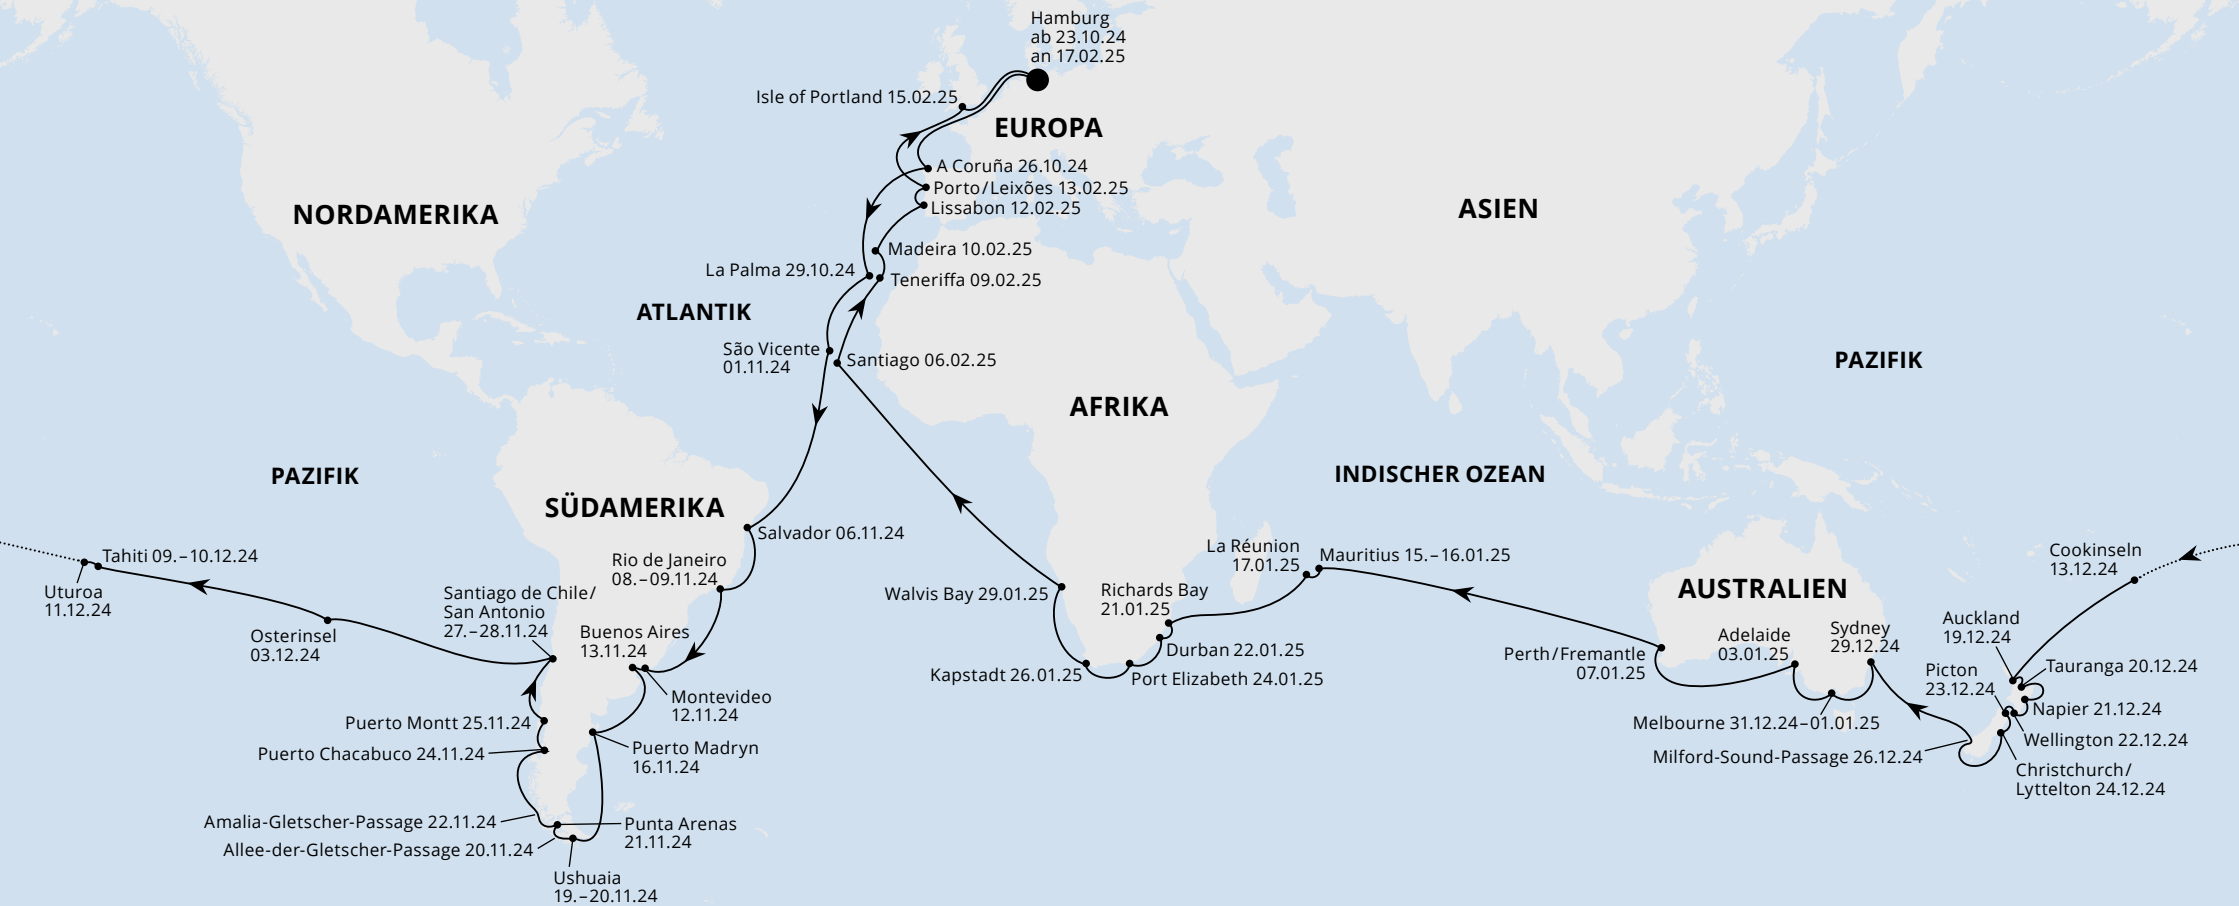 Hamburg
ab 23.10.24
an 17.02.25
Isle of Portland 15.02.25
EUROPA
A Coruña 26.10.24
Porto/Leixões 13.02.25
Lissabon 12.02.25
NORDAMERIKA
ASIEN
Madeira 10.02.25
La Palma 29.10.24
Teneriffa 09.02.25
ATLANTIK
São Vicente
01.11.24
Santiago 06.02.25
PAZIFIK
AFRIKA
PAZIFIK
INDISCHER OZEAN
SÜDAMERIKA
Salvador 06.11.24
Tahiti 09.–10.12.24
Uturoa
11.12.24
Rio de Janeiro
08.–09.11.24
Santiago de Chile/
San Antonio
27.–28.11.24
Osterinsel
03.12.24
Buenos Aires
13.11.24
Montevideo
12.11.24
Puerto Montt 25.11.24
Puerto Chacabuco 24.11.24
Puerto Madryn
16.11.24
Amalia-Gletscher-Passage 22.11.24
Punta Arenas
21.11.24
Allee-der-Gletscher-Passage 20.11.24
Ushuaia
19.–20.11.24
La Réunion
17.01.25
Mauritius 15.–16.01.25
Walvis Bay 29.01.25
Richards Bay
21.01.25
Durban 22.01.25
Kapstadt 26.01.25
Port Elizabeth 24.01.25
AUSTRALIEN
Perth/Fremantle
07.01.25
Adelaide
03.01.25
Sydney
29.12.24
Melbourne 31.12.24–01.01.25
Milford-Sound-Passage 26.12.24
Cookinseln
13.12.24
Auckland
19.12.24
Tauranga 20.12.24
Picton
23.12.24
Napier 21.12.24
Wellington 22.12.24
Christchurch/
Lyttelton 24.12.24